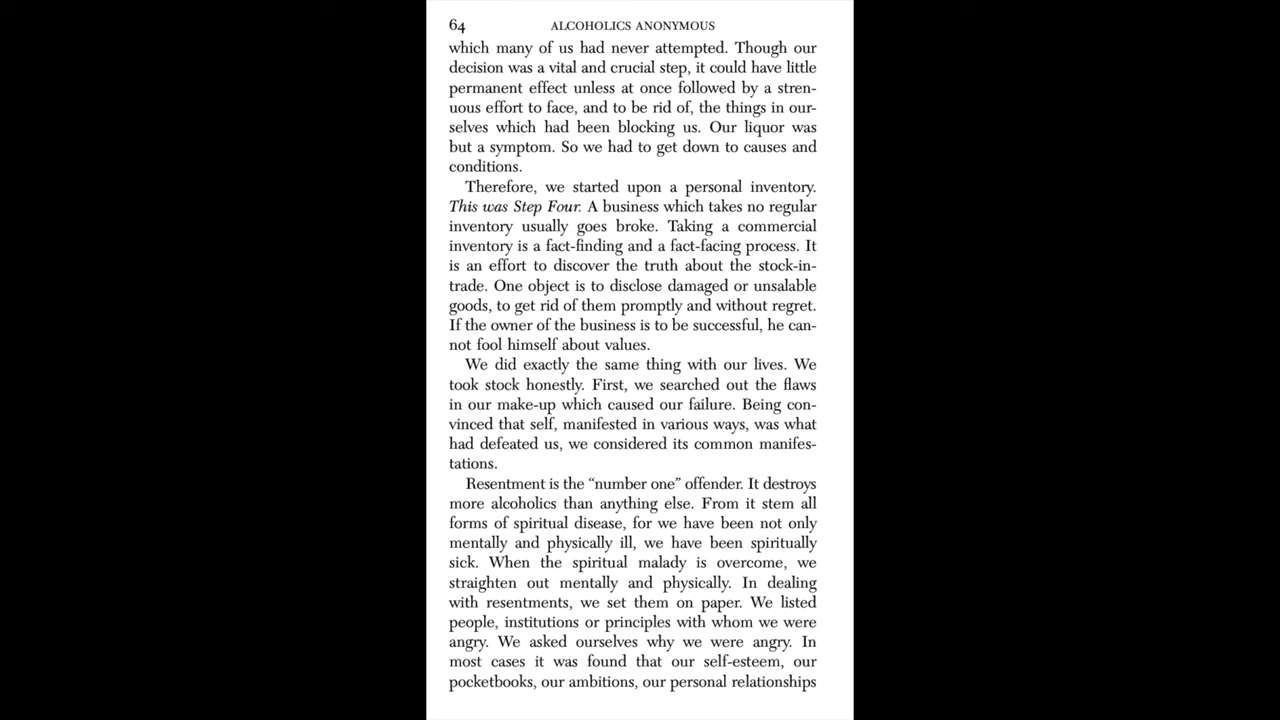 64 ALCOHOLICS ANONYMOUS
which many of us had never attempted. Though our
decision was a vital and crucial step, it could have little
permanent effect unless at once followed by a stren-
uous effort to face, and to be rid of, the things in our-
selves which had been blocking us. Our liquor was
but a symptom. So we had to get down to causes and
conditions.
Therefore, we started upon a personal inventory.
This was Step Four. A business which takes no regular
inventory usually goes broke. Taking a commercial
inventory is a fact-finding and a fact-facing process. It
is an effort to discover the truth about the stock-in-
trade. One object is to disclose damaged or unsalable
goods, to get rid of them promptly and without regret.
If the owner of the business is to be successful, he can-
not fool himself about values.
We did exactly the same thing with our lives. We
took stock honestly. First, we searched out the flaws
in our make-up which caused our failure. Being con-
vinced that self, manifested in various ways, was what
had defeated us, we considered its common manifes-
tations.
Resentment is the “number one” offender. It destroys
more alcoholics than anything else. From it stem all
forms of spiritual disease, for we have been not only
mentally and physically ill, we have been spiritually
sick. When the spiritual malady is overcome, we
straighten out mentally and physically. In dealing
with resentments, we set them on paper. We listed
people, institutions or principles with whom we were
angry. We asked ourselves why we were angry. In
most cases it was found that our self-esteem, our
pocketbooks, our ambitions, our personal relationships